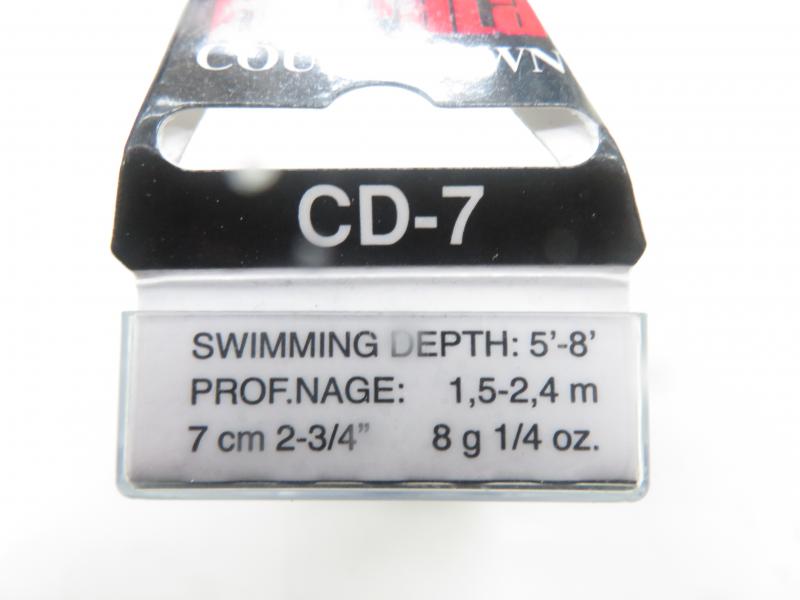 CD-7
SWIMMING DEPTH: 5'-8'
PROF.NAGE: 1,5-2,4 m
7 cm 2-3/4” 8 g 1/4 oz.